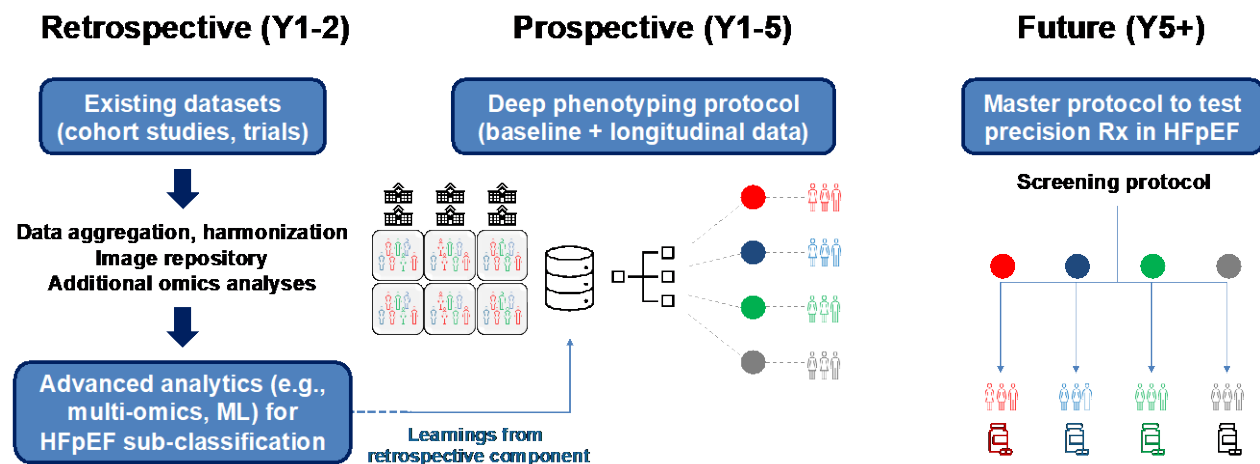 Retrospective (Y1-2)
Existing datasets
(cohort studies, trials)
Data aggregation, harmonization
Image repository
Additional omics analyses
Advanced analytics (e.g.,
multi-omics, ML) for
HFpEF sub-classification
Prospective (Y1-5)
Deep phenotyping protocol
(baseline + longitudinal data)
Learnings from
retrospective component
Future (Y5+)
Master protocol to test
precision Rx in HFpEF
Screening protocol